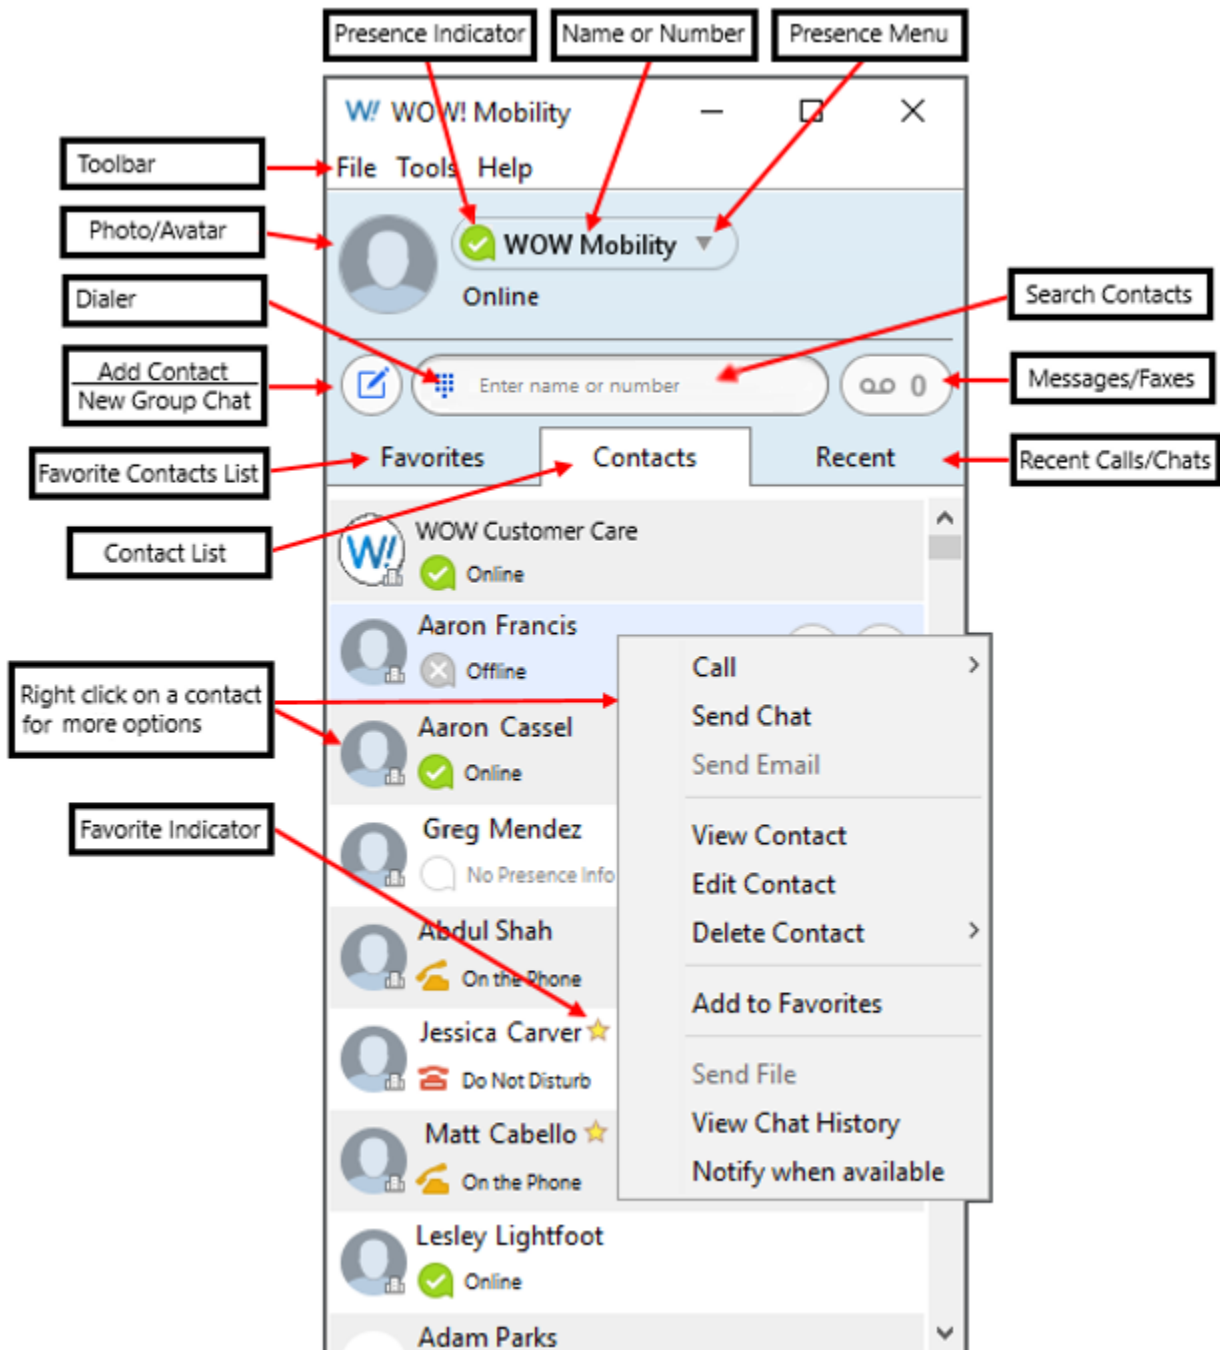 Presence Indicator
Name or Number
Presence Menu
W! WOW! Mobility
Toolbar
File Tools Help
Photo/Avatar
WOW Mobility
Online
Dialer
Search Contacts
Add Contact
New Group Chat
Enter name or number
0
Messages/Faxes
Favorite Contacts List
Favorites
Contacts
Recent
Recent Calls/Chats
Contact List
W!
WOW Customer Care
Online
Aaron Francis
Offline
Right click on a contact
for more options
Aaron Cassel
Online
Favorite Indicator
Greg Mendez
No Presence Info
Abdul Shah
On the Phone
Jessica Carver
Do Not Disturb
Matt Cabello
On the Phone
Lesley Lightfoot
Online
Adam Parks
Call
Send Chat
Send Email
View Contact
Edit Contact
Delete Contact
Add to Favorites
Send File
View Chat History
Notify when available